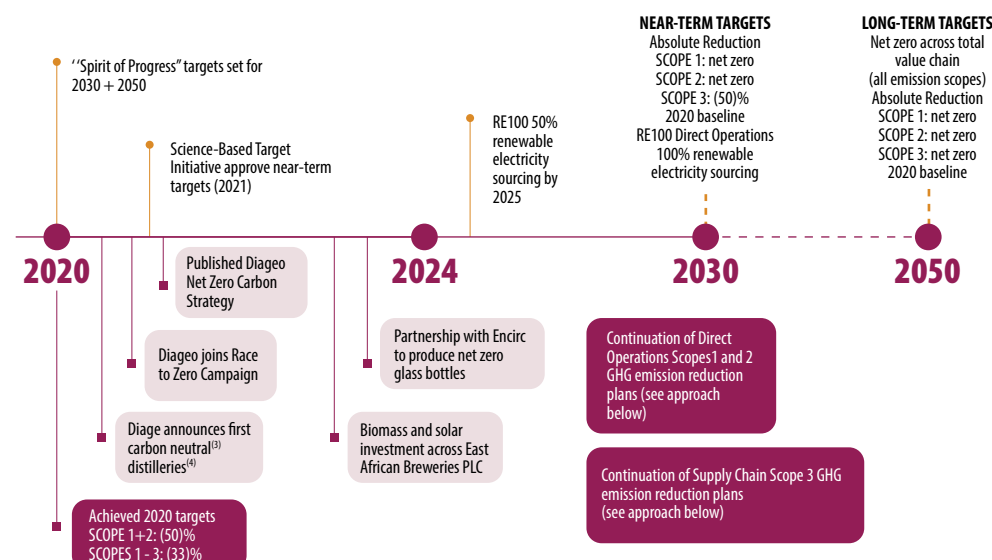 ‘‘Spirit of Progress” targets set for
2030 + 2050
Science-Based Target
Initiative approve near-term
targets (2021)
RE100 50%
renewable
electricity
sourcing by
2025
NEAR-TERM TARGETS
Absolute Reduction
SCOPE 1: net zero
SCOPE 2: net zero
SCOPE 3: (50)%
2020 baseline
RE100 Direct Operations
100% renewable
electricity sourcing
LONG-TERM TARGETS
Net zero across total
value chain
(all emission scopes)
Absolute Reduction
SCOPE 1: net zero
SCOPE 2: net zero
SCOPE 3: net zero
2020 baseline
2020
2024
2030
2050
Published Diageo
Net Zero Carbon
Strategy
Diageo joins Race
to Zero Campaign
Diage announces first
carbon neutral(3)
distilleries(4)
Achieved 2020 targets
SCOPE 1+2: (50)%
SCOPES 1 - 3: (33)%
Partnership with Encirc
to produce net zero
glass bottles
Biomass and solar
investment across East
African Breweries PLC
Continuation of Direct
Operations Scopes1 and 2
GHG emission reduction
plans (see approach
below)
Continuation of Supply Chain Scope 3 GHG
emission reduction plans
(see approach below)